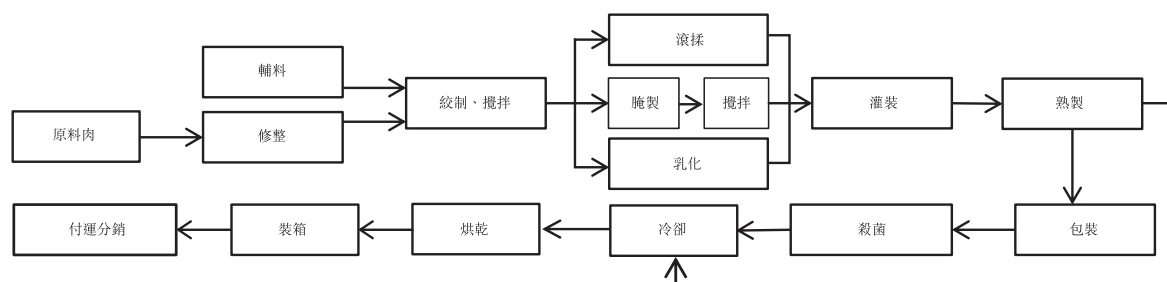 滾揉
輔料
絞制、攪拌
腌製
攪拌
灌裝
熟製
原料肉
修整
乳化
付運分銷
裝箱
烘乾
冷卻
殺菌
包裝